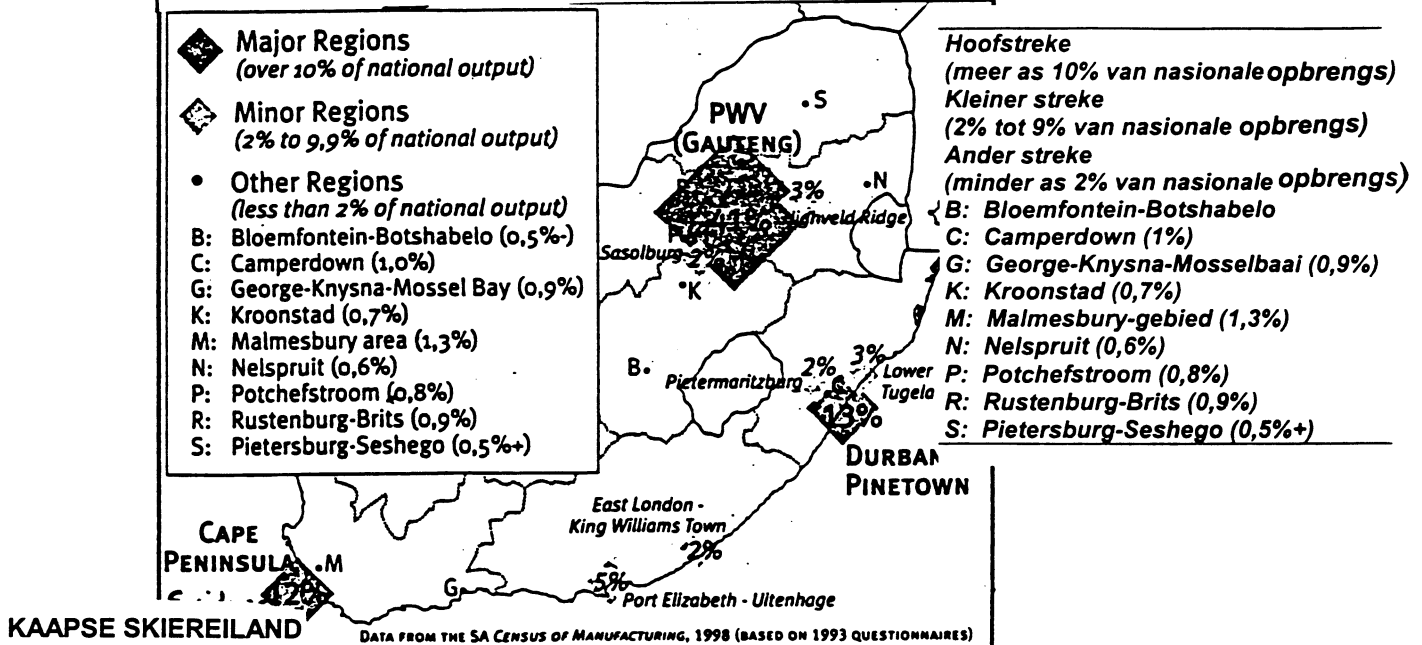 Major Regions
(over 10% of national output)
Minor Regions
(2% to 9,9% of national output)
Other Regions
(less than 2% of national output)
B: Bloemfontein-Botshabelo (0,5%-)
C: Camperdown (1,0%)
G: George-Knysna-Mossel Bay (0,9%)
K: Kroonstad (0,7%)
M: Malmesbury area (1,3%)
N: Nelspruit (0,6%)
P: Potchefstroom (0,8%)
R: Rustenburg-Brits (0,9%)
S: Pietersburg-Seshego (0,5%+)
Hoofstreke
(meer as 10% van nasionale opbrengs)
Kleiner streke
(2% tot 9% van nasionale opbrengs)
Ander streke
(minder as 2% van nasionale opbrengs)
B: Bloemfontein-Botshabelo
C: Camperdown (1%)
G: George-Knysna-Mosselbaai (0,9%)
K: Kroonstad (0,7%)
M: Malmesbury-gebied (1,3%)
N: Nelspruit (0,6%)
P: Potchefstroom (0,8%)
R: Rustenburg-Brits (0,9%)
S: Pietersburg-Seshego (0,5%+)
S
PWV
(GAUTENG)
3%
N
Highveld Ridge
Sasolburg
2%
K
B
Pietermaritzburg
2%
3%
Lower
Tugela
13%
DURBAN
PINETOWN
East London -
King Williams Town
2%
CAPE
PENINSULA
M
12%
G
5%
Port Elizabeth - Uitenhage
KAAPSE SKIEREILAND
DATA FROM THE SA CENSUS OF MANUFACTURING, 1998 (BASED ON 1993 QUESTIONNAIRES)